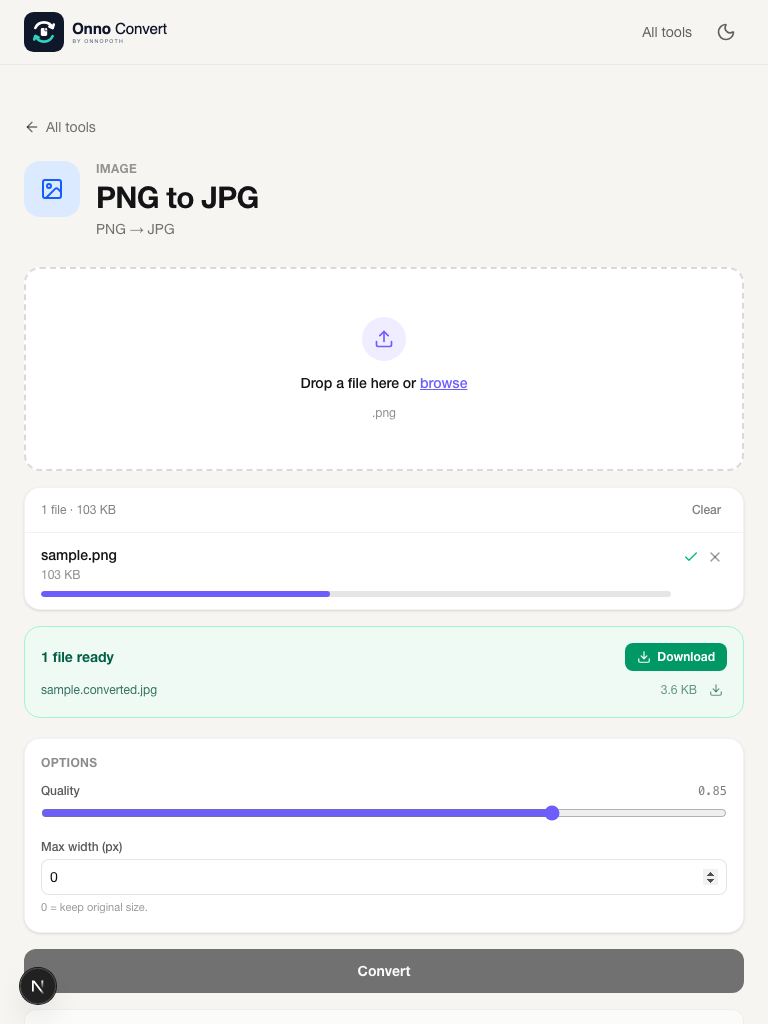 Onno Convert
BY ONNOPOTH
All tools
← All tools
IMAGE
PNG to JPG
PNG → JPG
Drop a file here or browse
.png
1 file · 103 KB
Clear
sample.png
103 KB
1 file ready
Download
sample.converted.jpg
3.6 KB
OPTIONS
Quality
0.85
Max width (px)
0
0 = keep original size.
Convert
N